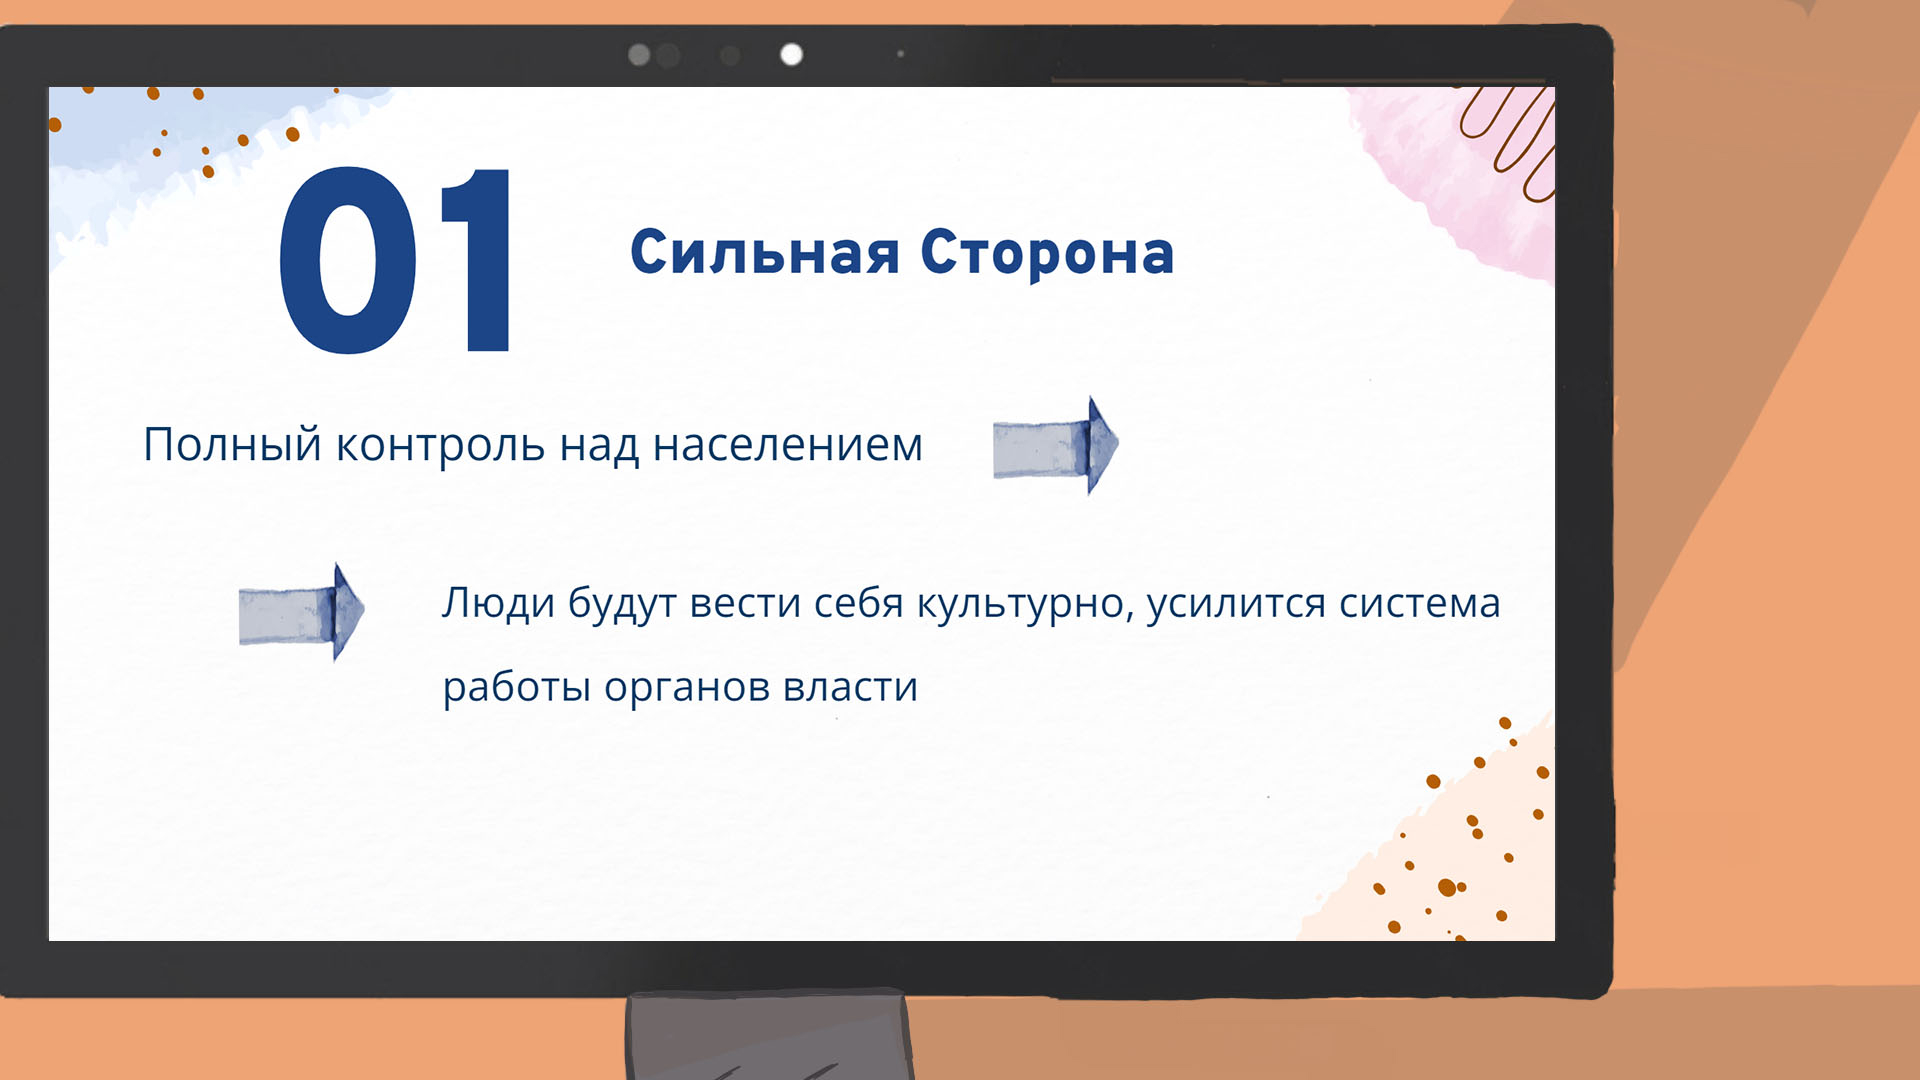 01
Сильная Сторона
Полный контроль над населением
Люди будут вести себя культурно, усилится система
работы органов власти